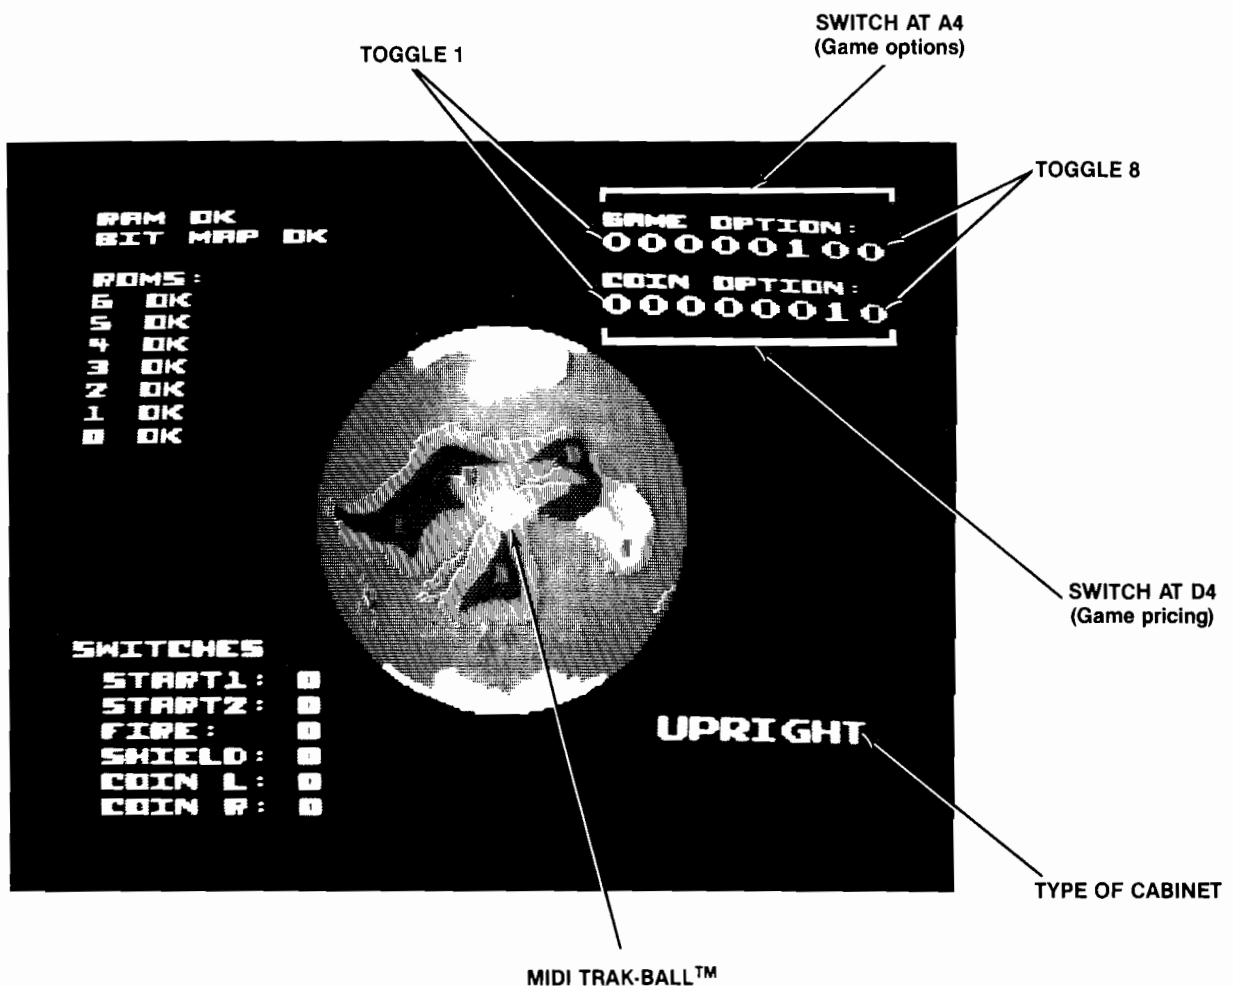 SWITCH AT A4
(Game options)
TOGGLE 1
TOGGLE 8
RAM OK
BIT MAP OK
GAME OPTION:
00000100
ROMS:
6 OK
5 OK
4 OK
3 OK
2 OK
1 OK
0 OK
COIN OPTION:
00000010
SWITCH AT D4
(Game pricing)
SWITCHES
START1: 0
START2: 0
FIRE: 0
SHIELD: 0
COIN L: 0
COIN R: 0
UPRIGHT
TYPE OF CABINET
MIDI TRAK-BALL™